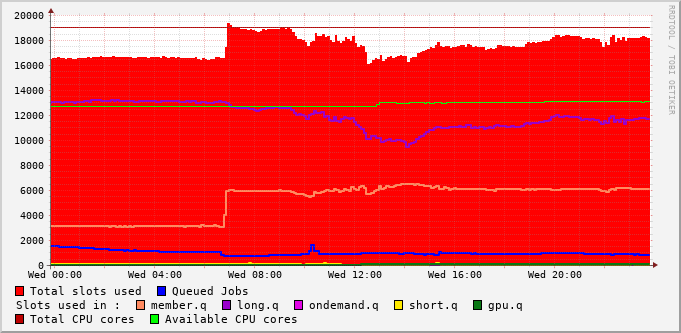 20000
18000
16000
14000
12000
10000
8000
6000
4000
2000
0
Wed 00:00 Wed 04:00 Wed 08:00 Wed 12:00 Wed 16:00 Wed 20:00
RRDTOOL / TOBI OETIKER
Total slots used Queued Jobs
Slots used in : member.q long.q ondemand.q short.q gpu.q
Total CPU cores Available CPU cores